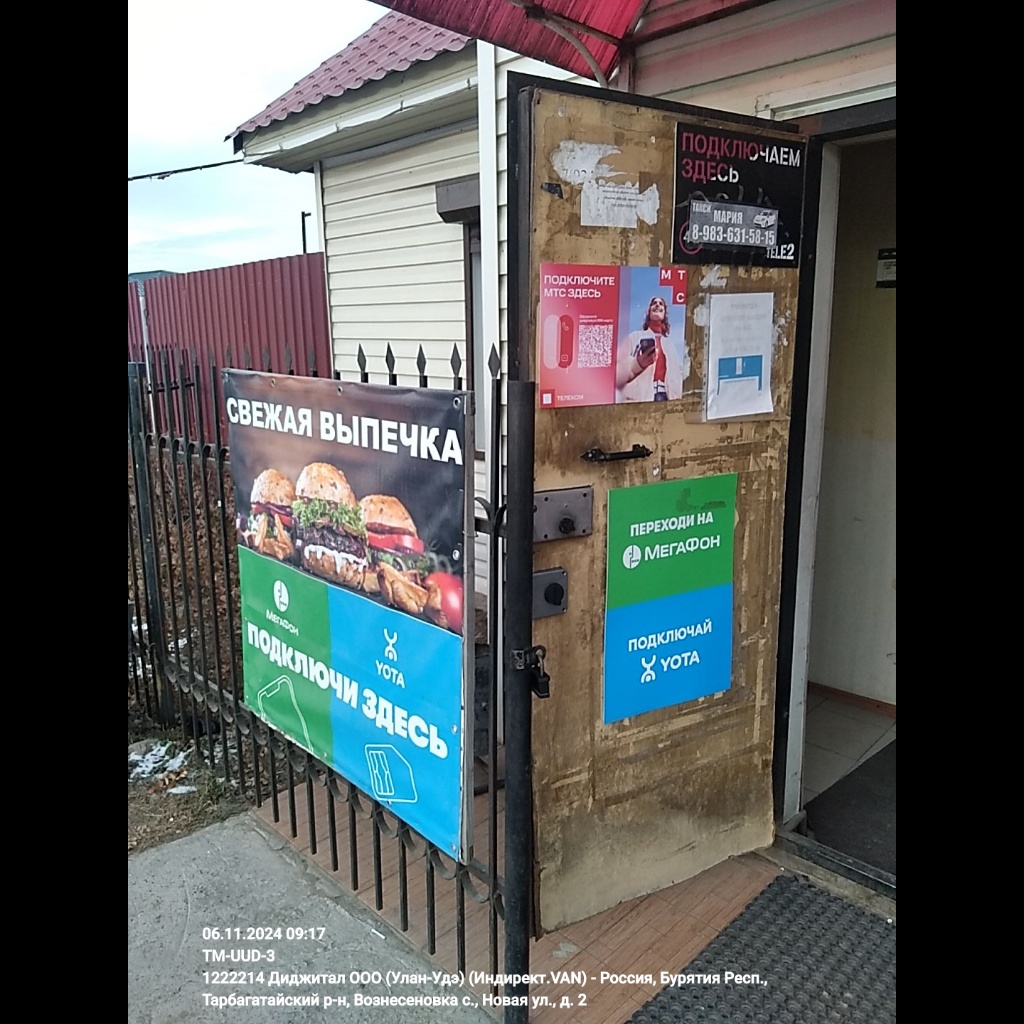 ПОДКЛЮЧАЕМ
ЗДЕСЬ
ТАКСИ
МАРИЯ
8-983-631-58-15
TELE2
ПОДКЛЮЧИТЕ
МТС ЗДЕСЬ
М Т
С
ТЕЛЕКОМ
СВЕЖАЯ ВЫПЕЧКА
МЕГАФОН
YOTA
ПОДКЛЮЧИ ЗДЕСЬ
ПЕРЕХОДИ НА
МЕГАФОН
ПОДКЛЮЧАЙ
YOTA
06.11.2024 09:17
TM-UUD-3
1222214 Диджитал ООО (Улан-Удэ) (Индирект.VAN) - Россия, Бурятия Респ.,
Тарбагатайский р-н, Вознесеновка с., Новая ул., д. 2